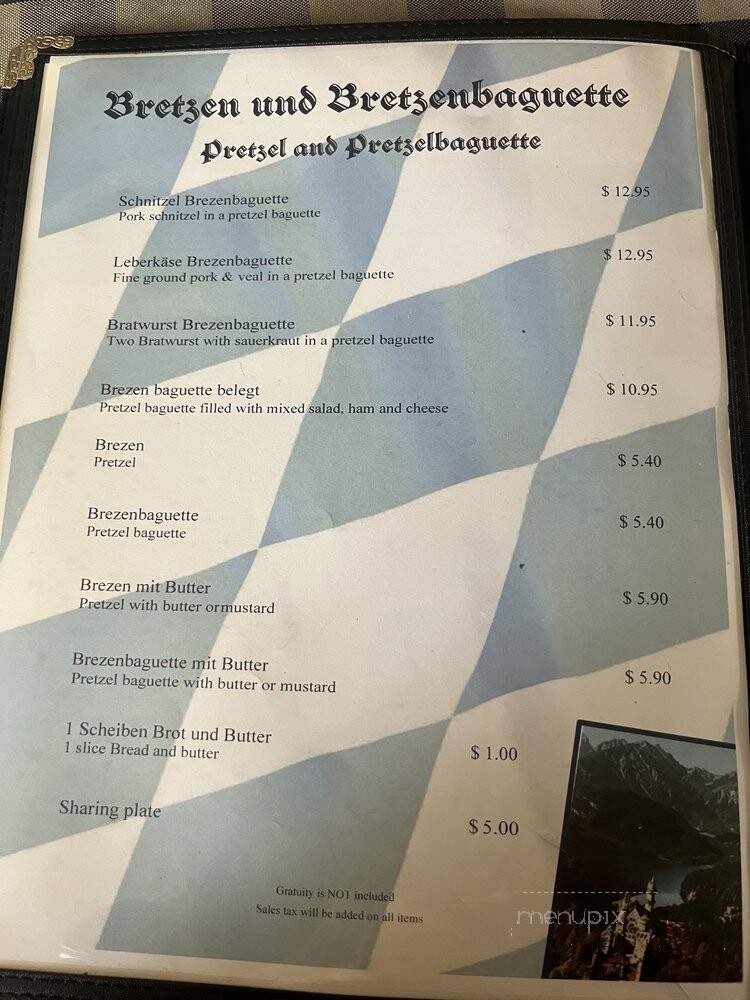 Bretzen und Bretzenbaguette
Pretzel and Pretzelbaguette
Schnitzel Brezenbaguette $ 12.95
Pork schnitzel in a pretzel baguette
Leberkäse Brezenbaguette $ 12.95
Fine ground pork & veal in a pretzel baguette
Bratwurst Brezenbaguette $ 11.95
Two Bratwurst with sauerkraut in a pretzel baguette
Brezen baguette belegt $ 10.95
Pretzel baguette filled with mixed salad, ham and cheese
Brezen
Pretzel $ 5.40
Brezenbaguette $ 5.40
Pretzel baguette
Brezen mit Butter $ 5.90
Pretzel with butter ormustard
Brezenbaguette mit Butter $ 5.90
Pretzel baguette with butter or mustard
1 Scheiben Brot und Butter $ 1.00
1 slice Bread and butter
Sharing plate $ 5.00
Gratuity is NOT included
Sales tax will be added on all items
menupix